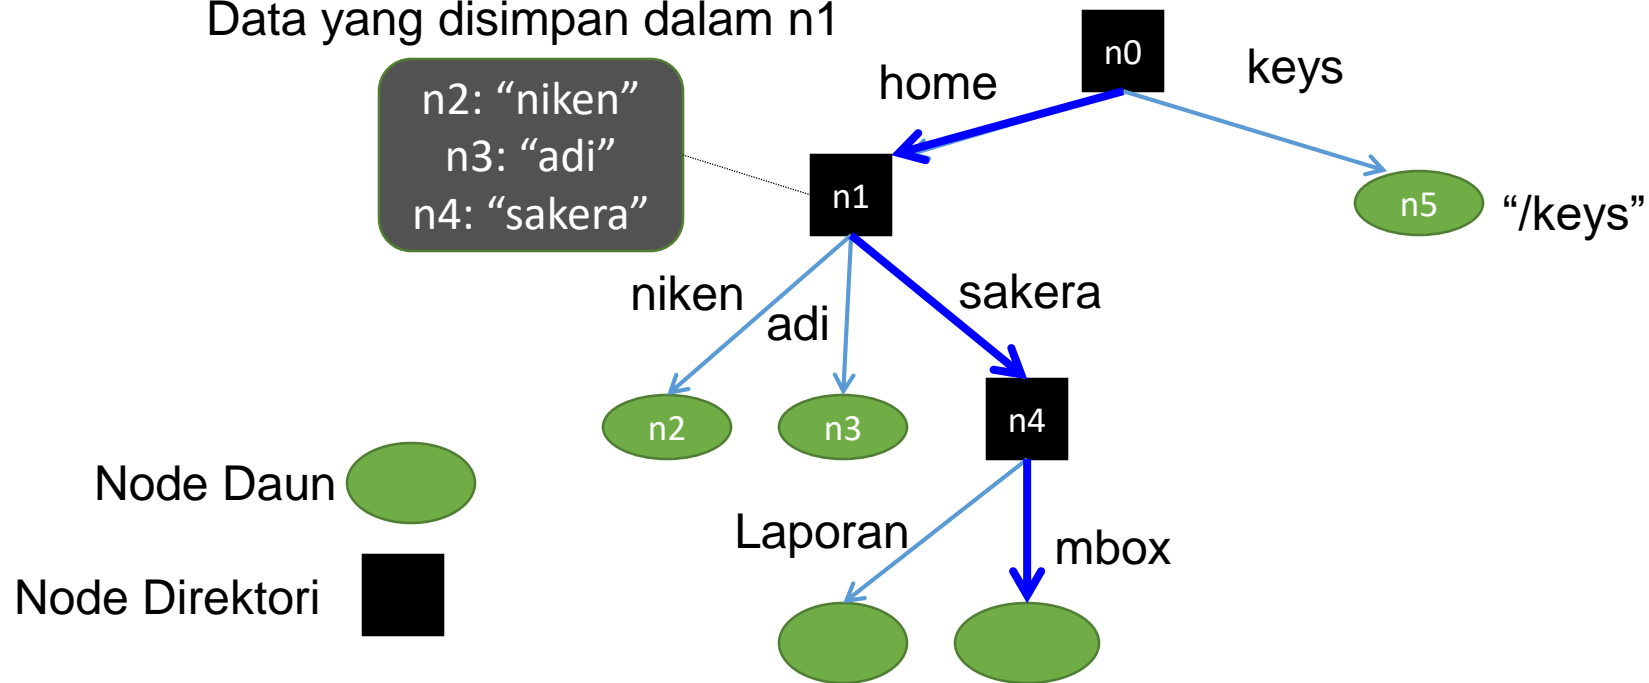 Data yang disimpan dalam n1
n0
home
keys
n2: “niken”
n3: “adi”
n4: “sakera”
n1
n5
“/keys”
niken
adi
sakera
n2
n3
n4
Node Daun
Laporan
mbox
Node Direktori